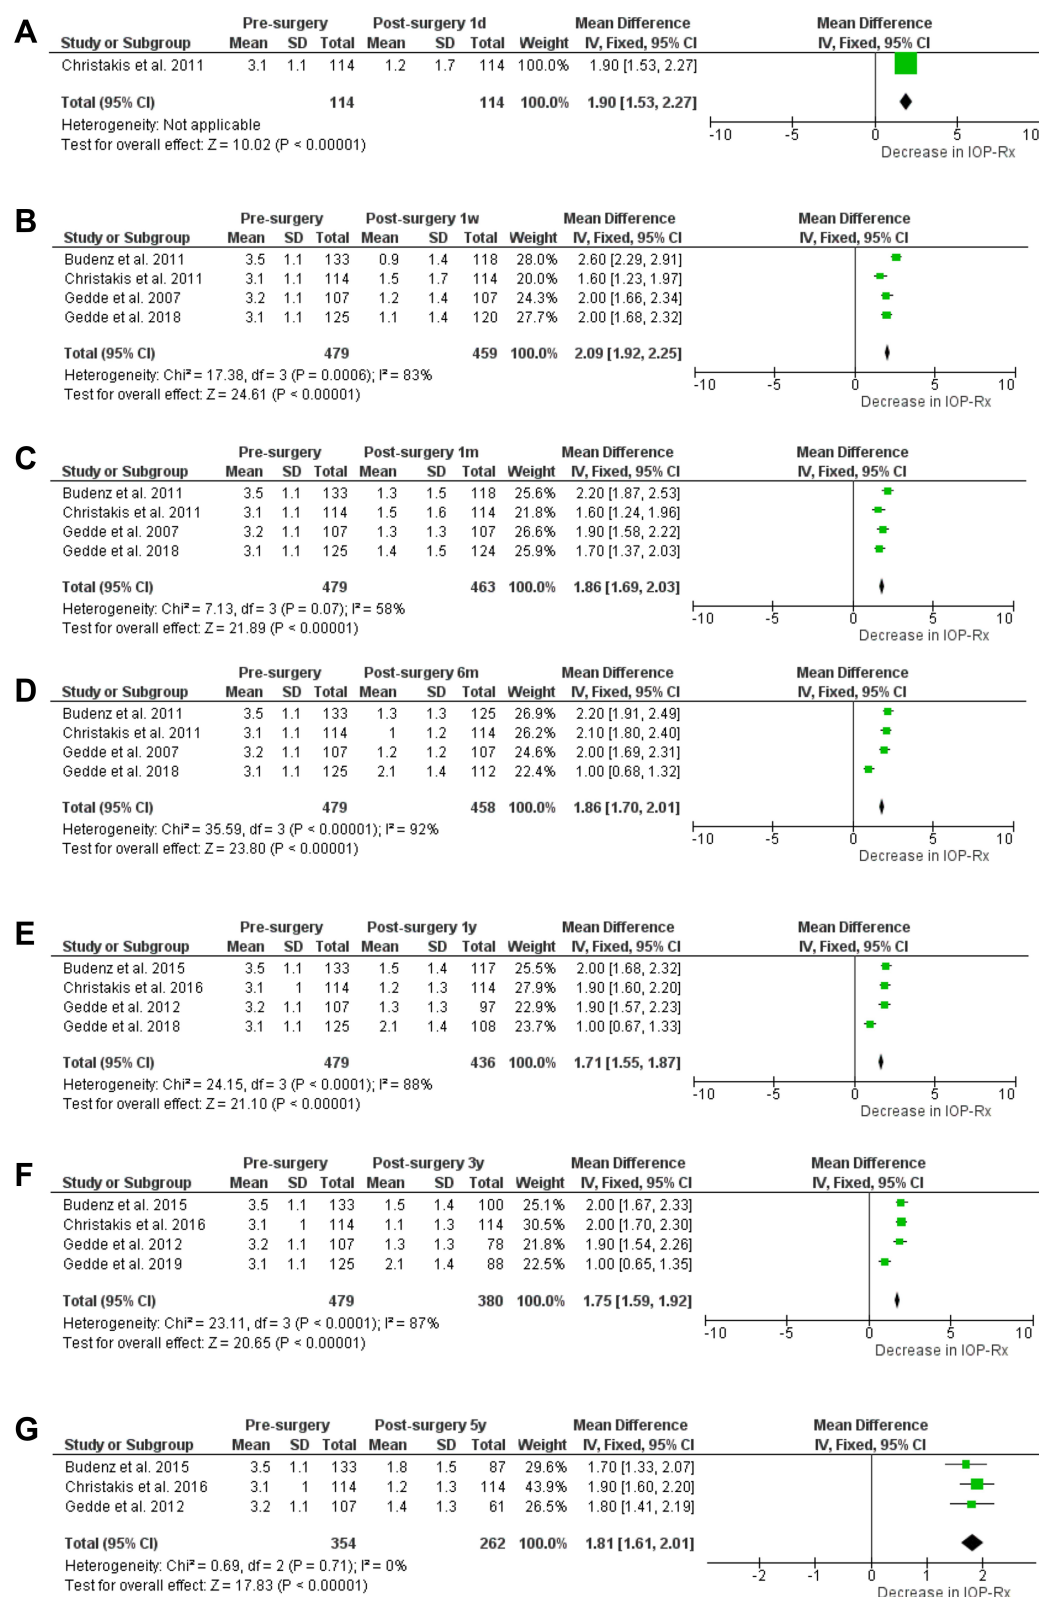 A
Pre-surgery Post-surgery 1d Mean Difference Mean Difference
Study or Subgroup Mean SD Total Mean SD Total Weight IV, Fixed, 95% CI IV, Fixed, 95% CI
Christakis et al. 2011 3.1 1.1 114 1.2 1.7 114 100.0% 1.90 [1.53, 2.27]
Total (95% CI) 114 114 100.0% 1.90 [1.53, 2.27]
Heterogeneity: Not applicable
Test for overall effect: Z = 10.02 (P < 0.00001)
-10 -5 0 5 10
Decrease in IOP-Rx
B
Pre-surgery Post-surgery 1w Mean Difference Mean Difference
Study or Subgroup Mean SD Total Mean SD Total Weight IV, Fixed, 95% CI IV, Fixed, 95% CI
Budenz et al. 2011 3.5 1.1 133 0.9 1.4 118 28.0% 2.60 [2.29, 2.91]
Christakis et al. 2011 3.1 1.1 114 1.5 1.7 114 20.0% 1.60 [1.23, 1.97]
Gedde et al. 2007 3.2 1.1 107 1.2 1.4 107 24.3% 2.00 [1.66, 2.34]
Gedde et al. 2018 3.1 1.1 125 1.1 1.4 120 27.7% 2.00 [1.68, 2.32]
Total (95% CI) 479 459 100.0% 2.09 [1.92, 2.25]
Heterogeneity: Chi² = 17.38, df = 3 (P = 0.0006); I² = 83%
Test for overall effect: Z = 24.61 (P < 0.00001)
-10 -5 0 5 10
Decrease in IOP-Rx
C
Pre-surgery Post-surgery 1m Mean Difference Mean Difference
Study or Subgroup Mean SD Total Mean SD Total Weight IV, Fixed, 95% CI IV, Fixed, 95% CI
Budenz et al. 2011 3.5 1.1 133 1.3 1.5 118 25.6% 2.20 [1.87, 2.53]
Christakis et al. 2011 3.1 1.1 114 1.5 1.6 114 21.8% 1.60 [1.24, 1.96]
Gedde et al. 2007 3.2 1.1 107 1.3 1.3 107 26.6% 1.90 [1.58, 2.22]
Gedde et al. 2018 3.1 1.1 125 1.4 1.5 124 25.9% 1.70 [1.37, 2.03]
Total (95% CI) 479 463 100.0% 1.86 [1.69, 2.03]
Heterogeneity: Chi² = 7.13, df = 3 (P = 0.07); I² = 58%
Test for overall effect: Z = 21.89 (P < 0.00001)
-10 -5 0 5 10
Decrease in IOP-Rx
D
Pre-surgery Post-surgery 6m Mean Difference Mean Difference
Study or Subgroup Mean SD Total Mean SD Total Weight IV, Fixed, 95% CI IV, Fixed, 95% CI
Budenz et al. 2011 3.5 1.1 133 1.3 1.3 125 26.9% 2.20 [1.91, 2.49]
Christakis et al. 2011 3.1 1.1 114 1 1.2 114 26.2% 2.10 [1.80, 2.40]
Gedde et al. 2007 3.2 1.1 107 1.2 1.2 107 24.6% 2.00 [1.69, 2.31]
Gedde et al. 2018 3.1 1.1 125 2.1 1.4 112 22.4% 1.00 [0.68, 1.32]
Total (95% CI) 479 458 100.0% 1.86 [1.70, 2.01]
Heterogeneity: Chi² = 35.59, df = 3 (P < 0.00001); I² = 92%
Test for overall effect: Z = 23.80 (P < 0.00001)
-10 -5 0 5 10
Decrease in IOP-Rx
E
Pre-surgery Post-surgery 1y Mean Difference Mean Difference
Study or Subgroup Mean SD Total Mean SD Total Weight IV, Fixed, 95% CI IV, Fixed, 95% CI
Budenz et al. 2015 3.5 1.1 133 1.5 1.4 117 25.5% 2.00 [1.68, 2.32]
Christakis et al. 2016 3.1 1 114 1.2 1.3 114 27.9% 1.90 [1.60, 2.20]
Gedde et al. 2012 3.2 1.1 107 1.3 1.3 97 22.9% 1.90 [1.57, 2.23]
Gedde et al. 2018 3.1 1.1 125 2.1 1.4 108 23.7% 1.00 [0.67, 1.33]
Total (95% CI) 479 436 100.0% 1.71 [1.55, 1.87]
Heterogeneity: Chi² = 24.15, df = 3 (P < 0.0001); I² = 88%
Test for overall effect: Z = 21.10 (P < 0.00001)
-10 -5 0 5 10
Decrease in IOP-Rx
F
Pre-surgery Post-surgery 3y Mean Difference Mean Difference
Study or Subgroup Mean SD Total Mean SD Total Weight IV, Fixed, 95% CI IV, Fixed, 95% CI
Budenz et al. 2015 3.5 1.1 133 1.5 1.4 100 25.1% 2.00 [1.67, 2.33]
Christakis et al. 2016 3.1 1 114 1.1 1.3 114 30.5% 2.00 [1.70, 2.30]
Gedde et al. 2012 3.2 1.1 107 1.3 1.3 78 21.8% 1.90 [1.54, 2.26]
Gedde et al. 2019 3.1 1.1 125 2.1 1.4 88 22.5% 1.00 [0.65, 1.35]
Total (95% CI) 479 380 100.0% 1.75 [1.59, 1.92]
Heterogeneity: Chi² = 23.11, df = 3 (P < 0.0001); I² = 87%
Test for overall effect: Z = 20.65 (P < 0.00001)
-10 -5 0 5 10
Decrease in IOP-Rx
G
Pre-surgery Post-surgery 5y Mean Difference Mean Difference
Study or Subgroup Mean SD Total Mean SD Total Weight IV, Fixed, 95% CI IV, Fixed, 95% CI
Budenz et al. 2015 3.5 1.1 133 1.8 1.5 87 29.6% 1.70 [1.33, 2.07]
Christakis et al. 2016 3.1 1 114 1.2 1.3 114 43.9% 1.90 [1.60, 2.20]
Gedde et al. 2012 3.2 1.1 107 1.4 1.3 61 26.5% 1.80 [1.41, 2.19]
Total (95% CI) 354 262 100.0% 1.81 [1.61, 2.01]
Heterogeneity: Chi² = 0.69, df = 2 (P = 0.71); I² = 0%
Test for overall effect: Z = 17.83 (P < 0.00001)
-2 -1 0 1 2
Decrease in IOP-Rx